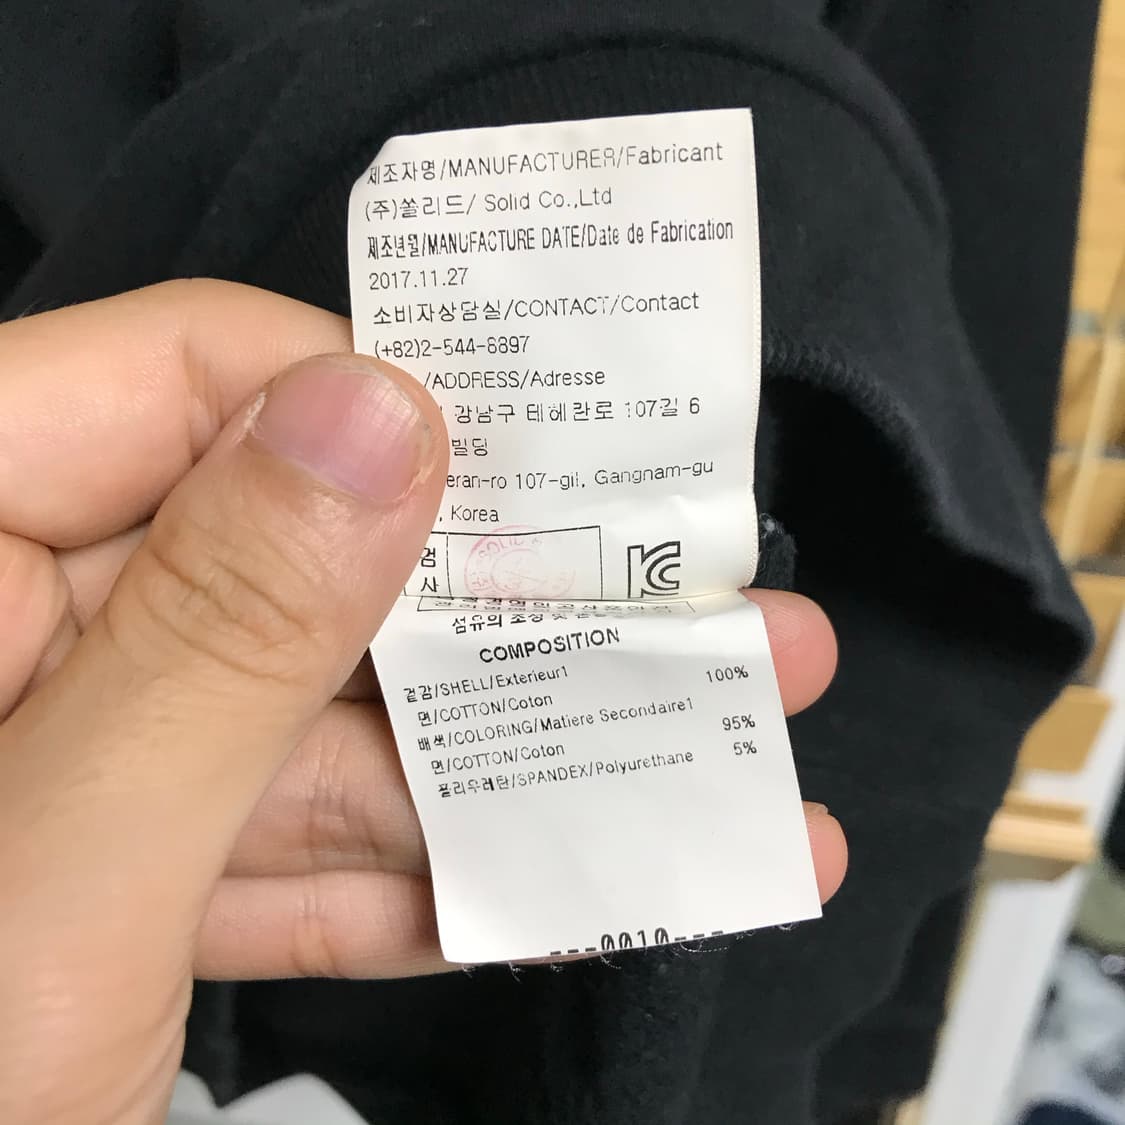 제조자명/MANUFACTURER/Fabricant
(주)쏠리드/ Solid Co.,Ltd
제조년월/MANUFACTURE DATE/Date de Fabrication
2017.11.27
소비자상담실/CONTACT/Contact
(+82)2-544-6897
/ADDRESS/Adresse
강남구 테헤란로 107길 6
빌딩
eran-ro 107-gil, Gangnam-gu
, Korea
검사
SOLID
섬유의 조성 및
COMPOSITION
겉감/SHELL/Exterieur1
면/COTTON/Coton 100%
배색/COLORING/Matiere Secondaire1
면/COTTON/Coton 95%
폴리우레탄/SPANDEX/Polyurethane 5%
---0010---